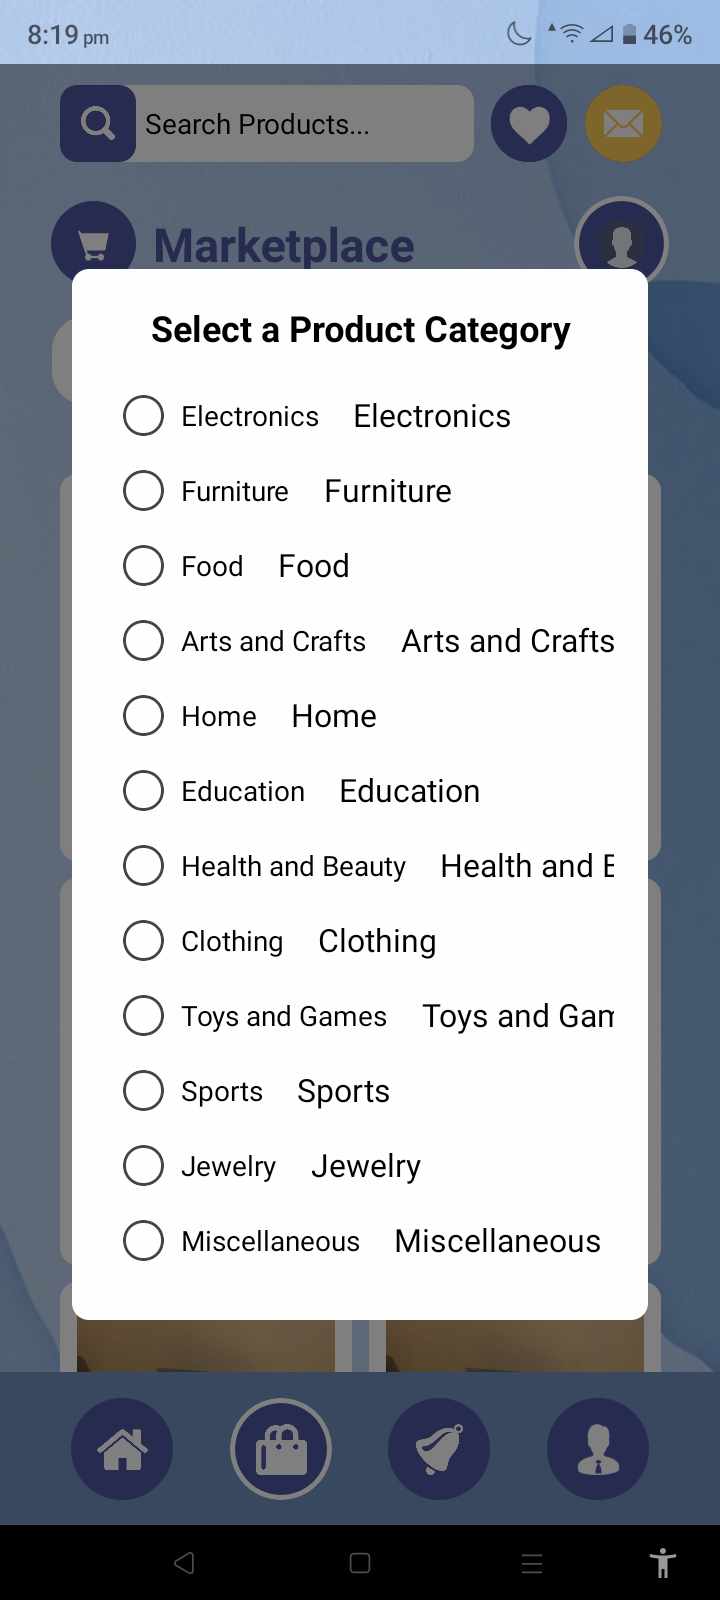 8:19 pm 46%
Search Products...
Marketplace
Select a Product Category
Electronics Electronics
Furniture Furniture
Food Food
Arts and Crafts Arts and Crafts
Home Home
Education Education
Health and Beauty Health and
Clothing Clothing
Toys and Games Toys and
Sports Sports
Jewelry Jewelry
Miscellaneous Miscellaneous